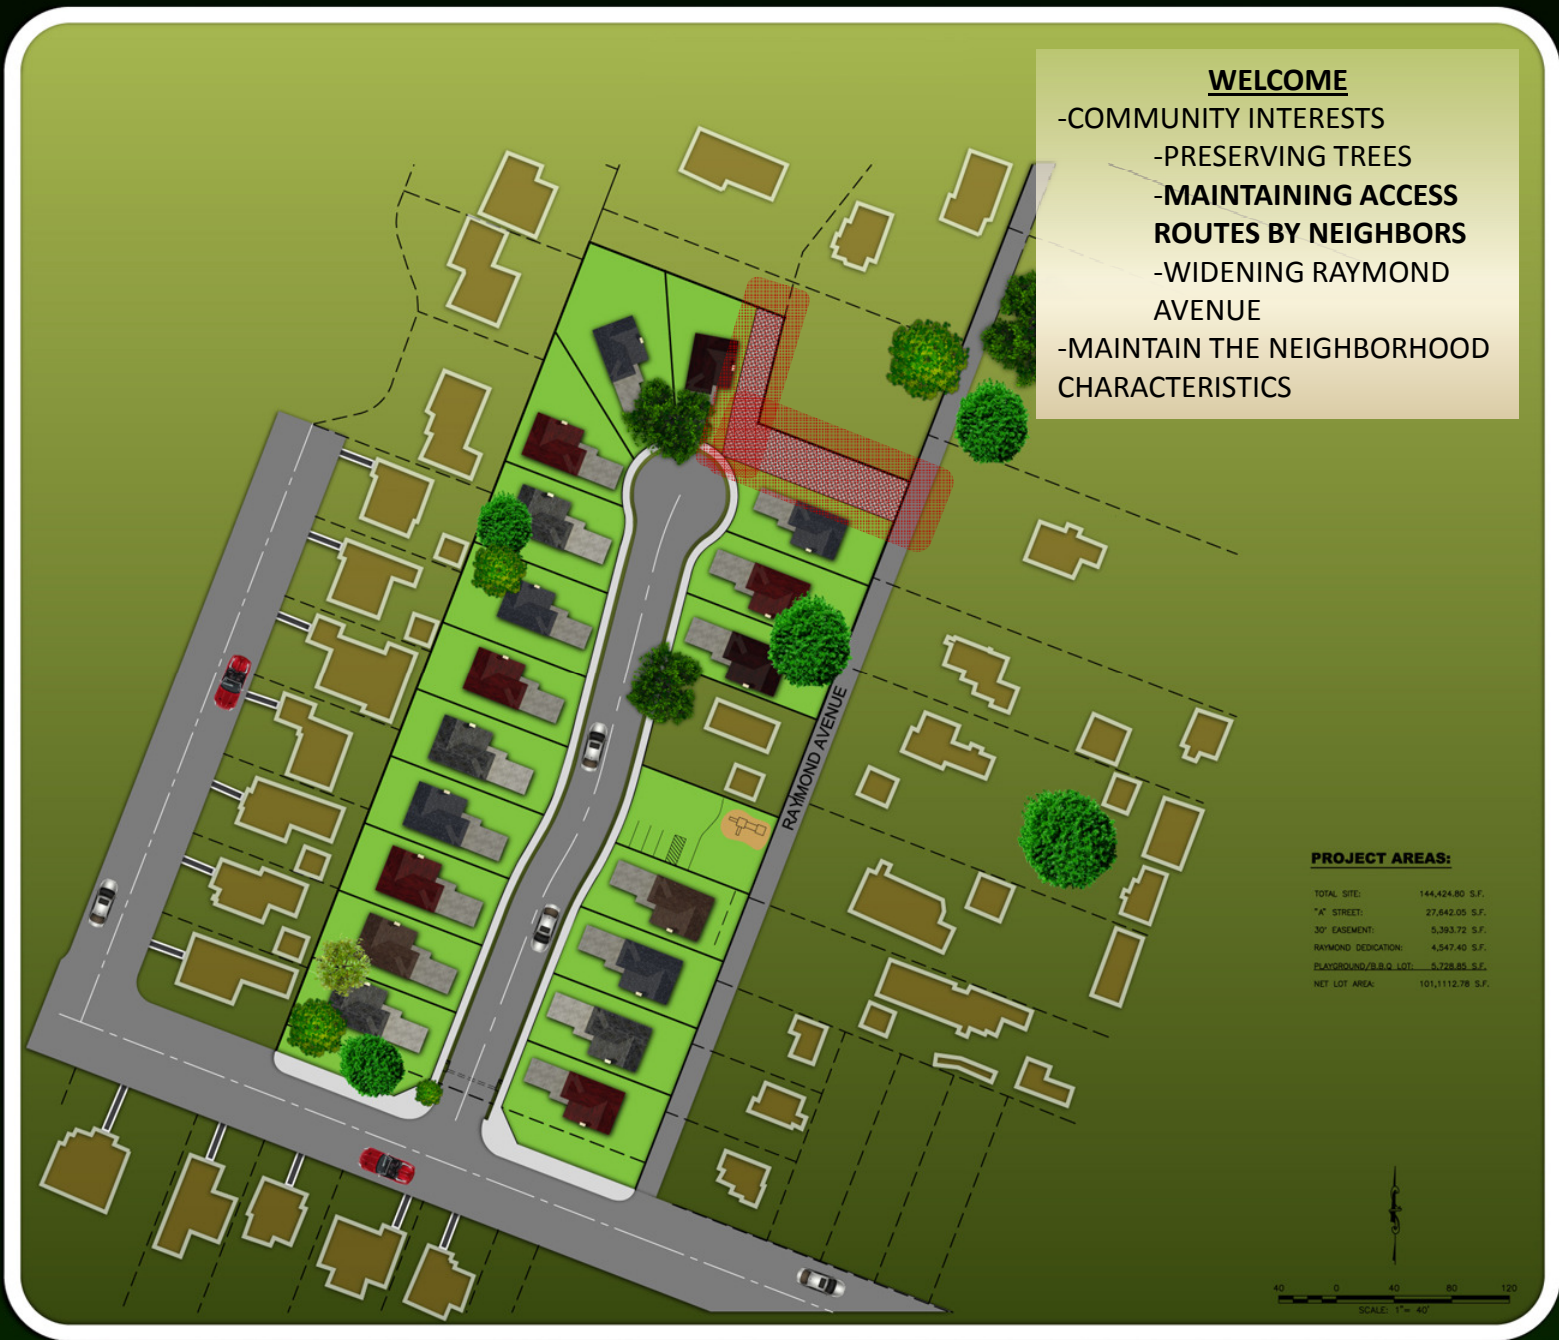 WELCOME
-COMMUNITY INTERESTS
-PRESERVING TREES
-MAINTAINING ACCESS
ROUTES BY NEIGHBORS
-WIDENING RAYMOND
AVENUE
-MAINTAIN THE NEIGHBORHOOD
CHARACTERISTICS
RAYMOND AVENUE
PROJECT AREAS:
TOTAL SITE: 144,424.80 S.F.
"A" STREET: 27,642.05 S.F.
30' EASEMENT: 5,393.72 S.F.
RAYMOND DEDICATION: 4,547.40 S.F.
PLAYGROUND/B.B.Q LOT: 5,728.85 S.F.
NET LOT AREA: 101,1112.78 S.F.
40 0 40 80 120
SCALE: 1"= 40'